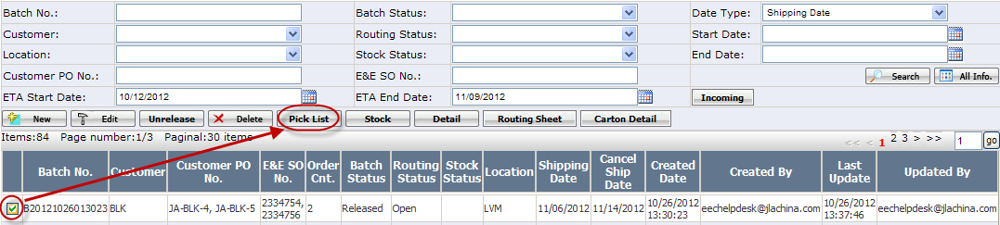 Batch No.: Batch Status: Date Type: Shipping Date
Customer: Routing Status: Start Date:
Location: Stock Status: End Date:
Customer PO No.: E&E SO No.: Search All Info.
ETA Start Date: 10/12/2012 ETA End Date: 11/09/2012 Incoming
New Edit Unrelease Delete Pick List Stock Detail Routing Sheet Carton Detail
Items:84 Page number:1/3 Paginal:30 items << < 1 2 3 > >> 1 go
Batch No. Customer Customer PO No. E&E SO No. Order Cnt. Batch Status Routing Status Stock Status Location Shipping Date Cancel Ship Date Created Date Created By Last Update Updated By
B20121026013023 BLK JA-BLK-4, JA-BLK-5 2334754, 2334756 2 Released Open LVM 11/06/2012 11/14/2012 10/26/2012 13:30:23 eechelpdesk@jlachina.com 10/26/2012 13:37:46 eechelpdesk@jlachina.com